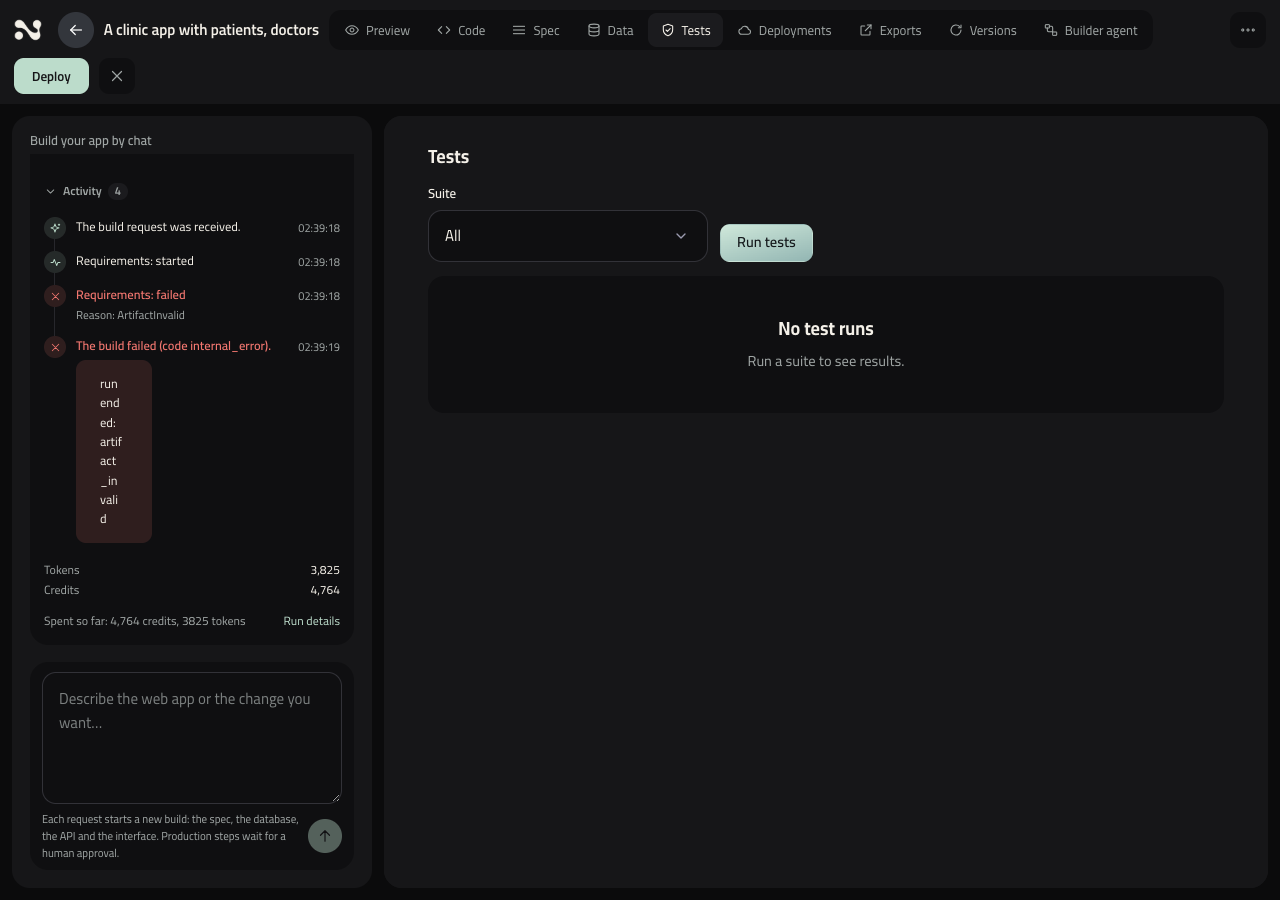 A clinic app with patients, doctors
Preview
Code
Spec
Data
Tests
Deployments
Exports
Versions
Builder agent
Deploy
Build your app by chat
Activity 4
The build request was received. 02:39:18
Requirements: started 02:39:18
Requirements: failed 02:39:18
Reason: ArtifactInvalid
The build failed (code internal_error). 02:39:19
run
end
ed:
artif
act
_in
vali
d
Tokens 3,825
Credits 4,764
Spent so far: 4,764 credits, 3825 tokens Run details
Describe the web app or the change you
want...
Each request starts a new build: the spec, the database,
the API and the interface. Production steps wait for a
human approval.
Tests
Suite
All
Run tests
No test runs
Run a suite to see results.